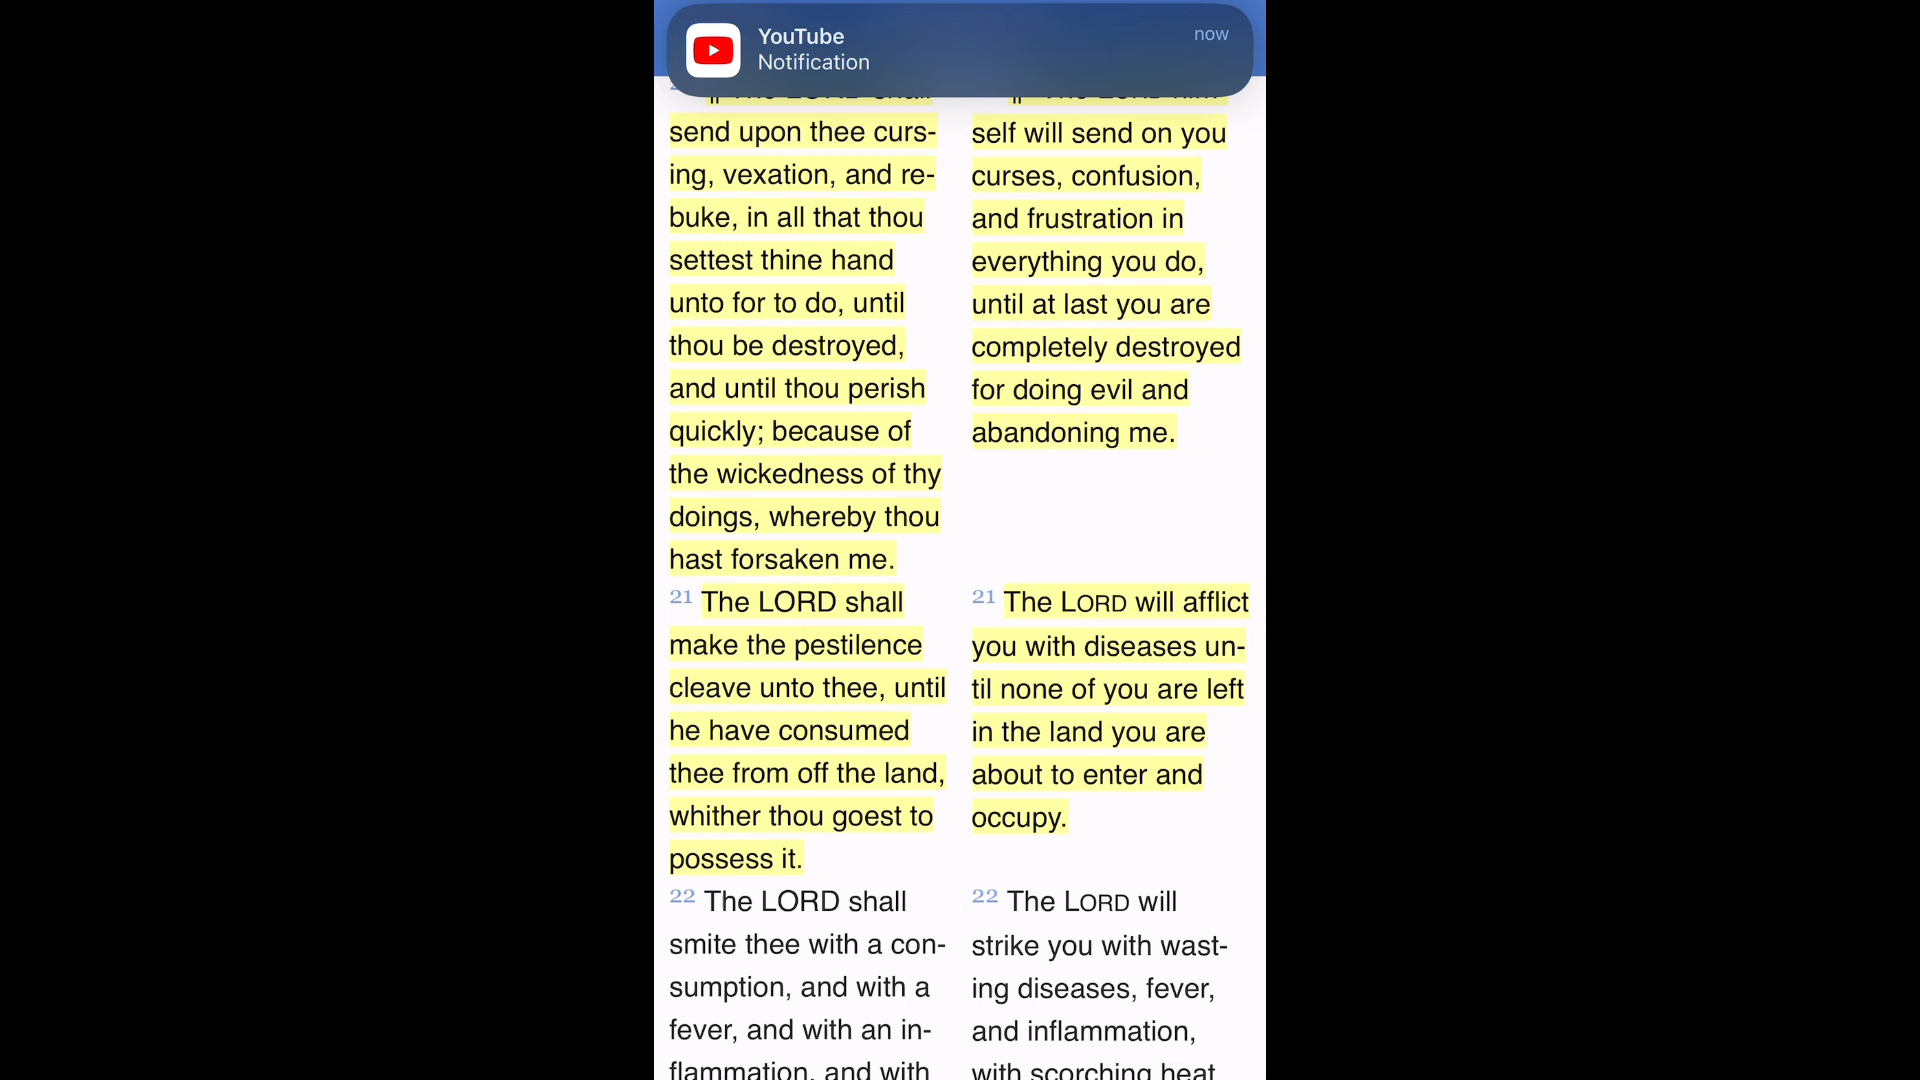 YouTube
now
Notification
send upon thee curs-
ing, vexation, and re-
buke, in all that thou
settest thine hand
unto for to do, until
thou be destroyed,
and until thou perish
quickly; because of
the wickedness of thy
doings, whereby thou
hast forsaken me.
21 The LORD shall
make the pestilence
cleave unto thee, until
he have consumed
thee from off the land,
whither thou goest to
possess it.
22 The LORD shall
smite thee with a con-
sumption, and with a
fever, and with an in-
flammation, and with
self will send on you
curses, confusion,
and frustration in
everything you do,
until at last you are
completely destroyed
for doing evil and
abandoning me.
21 The LORD will afflict
you with diseases un-
til none of you are left
in the land you are
about to enter and
occupy.
22 The LORD will
strike you with wast-
ing diseases, fever,
and inflammation,
with scorching heat